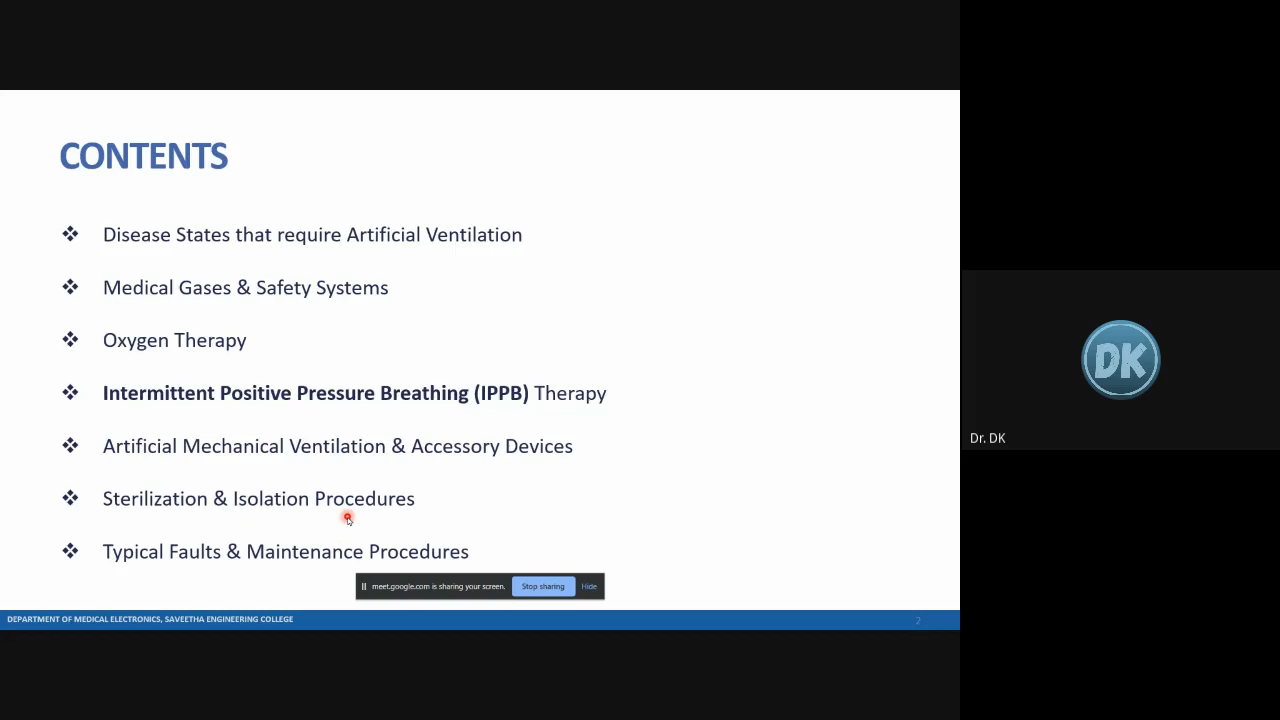 CONTENTS
❖ Disease States that require Artificial Ventilation
❖ Medical Gases & Safety Systems
❖ Oxygen Therapy
❖ Intermittent Positive Pressure Breathing (IPPB) Therapy
❖ Artificial Mechanical Ventilation & Accessory Devices
❖ Sterilization & Isolation Procedures
❖ Typical Faults & Maintenance Procedures
meet.google.com is sharing your screen. Stop sharing Hide
DEPARTMENT OF MEDICAL ELECTRONICS, SAVEETHA ENGINEERING COLLEGE 2
DK
Dr. DK